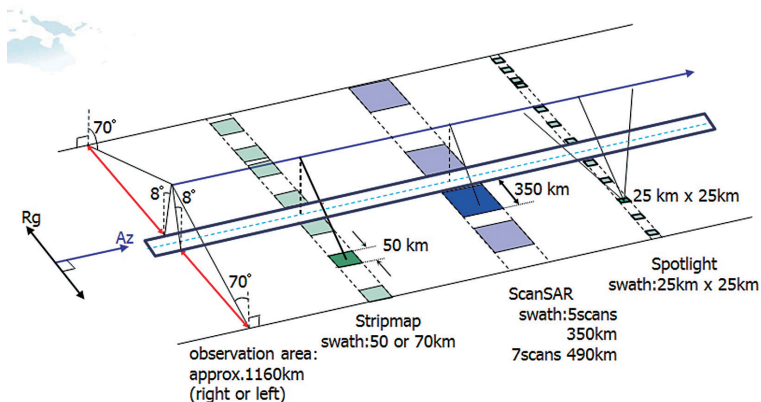 70°
8°
8°
Rg
Az
70°
50 km
350 km
25 km x 25km
Stripmap
swath:50 or 70km
ScanSAR
swath:5scans
350km
7scans 490km
Spotlight
swath:25km x 25km
observation area:
approx.1160km
(right or left)